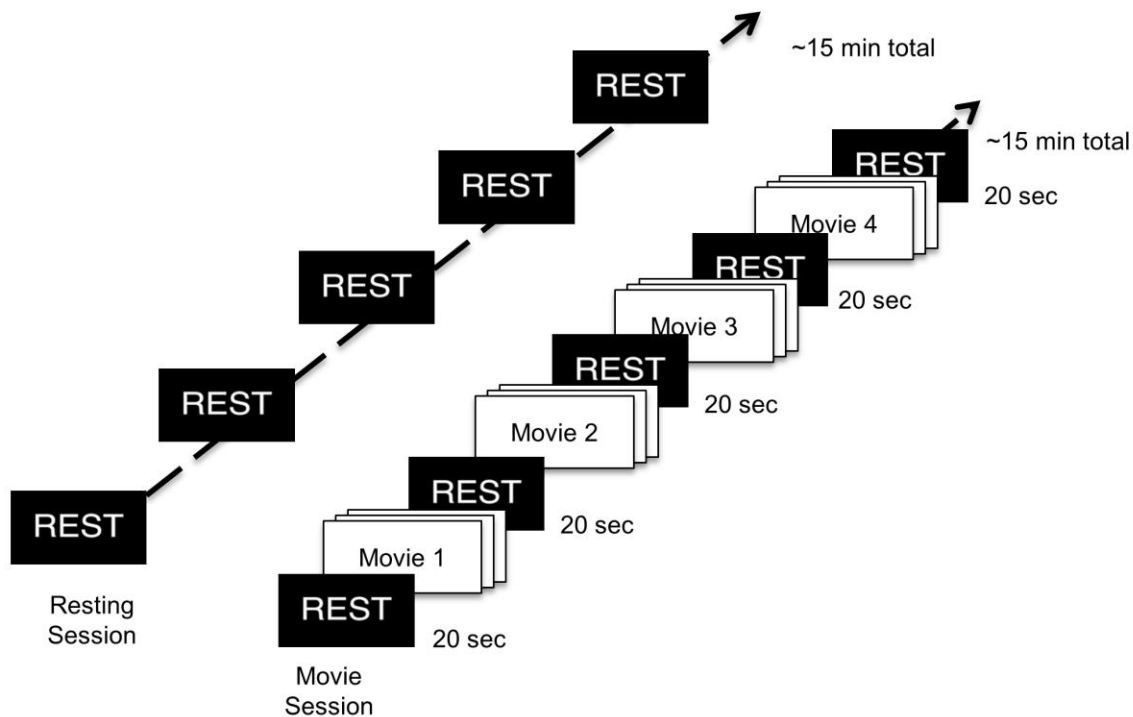 REST
REST
REST
REST
REST
Resting
Session
~15 min total
REST
20 sec
Movie 1
REST
20 sec
Movie 2
REST
20 sec
Movie 3
REST
20 sec
Movie 4
REST
20 sec
~15 min total
Movie
Session